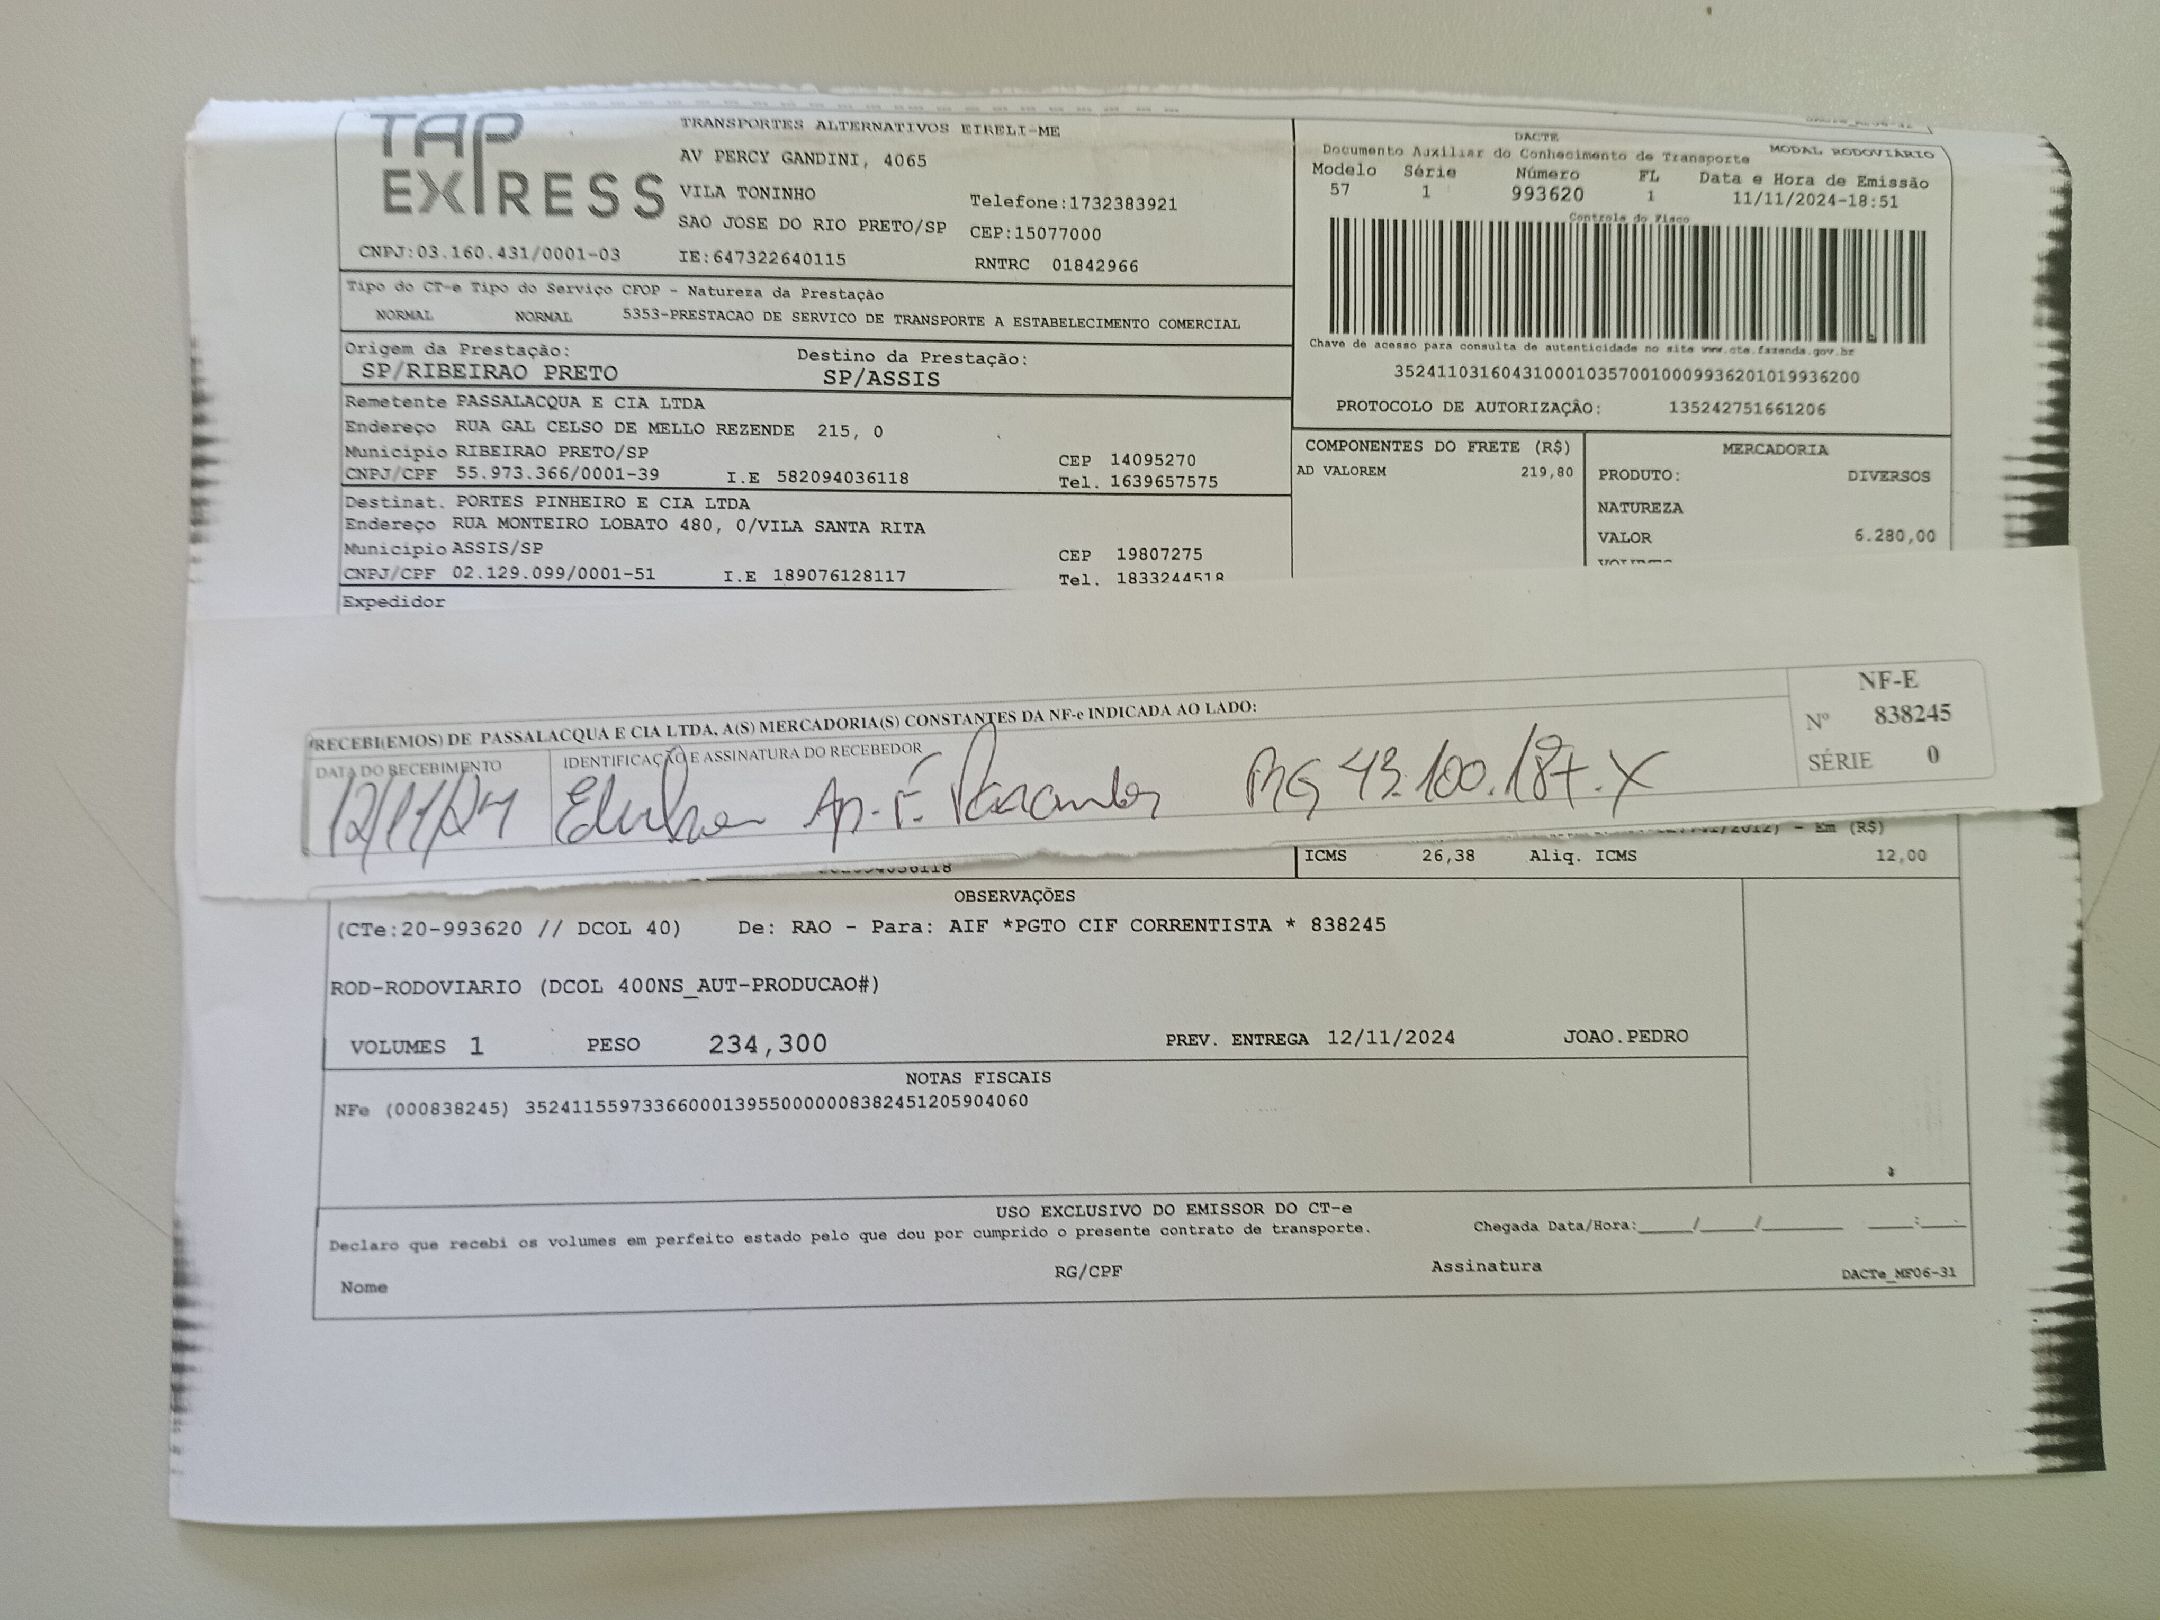 TAP
EXPRESS
TRANSPORTES ALTERNATIVOS EIRELI-ME
AV PERCY GANDINI, 4065
VILA TONINHO
Telefone:1732383921
SAO JOSE DO RIO PRETO/SP CEP:15077000
CNPJ:03.160.431/0001-03 IE:647322640115 RNTRC 01842966
DACTE
Documento Auxiliar do Conhecimento de Transporte MODAL RODOVIÁRIO
Modelo Série Número FL Data e Hora de Emissão
57 1 993620 1 11/11/2024-18:51
Controle do Fisco
Chave de acesso para consulta de autenticidade no site www.cte.fazenda.gov.br
35241103160431000103570010009936201019936200
PROTOCOLO DE AUTORIZAÇÃO: 135242751661206
Tipo do CT-e Tipo do Serviço CFOP - Natureza da Prestação
NORMAL NORMAL 5353-PRESTACAO DE SERVICO DE TRANSPORTE A ESTABELECIMENTO COMERCIAL
Origem da Prestação: Destino da Prestação:
SP/RIBEIRAO PRETO SP/ASSIS
Remetente PASSALACQUA E CIA LTDA
Endereço RUA GAL CELSO DE MELLO REZENDE 215, 0
Municipio RIBEIRAO PRETO/SP CEP 14095270
CNPJ/CPF 55.973.366/0001-39 I.E 582094036118 Tel. 1639657575
Destinat. PORTES PINHEIRO E CIA LTDA
Endereço RUA MONTEIRO LOBATO 480, 0/VILA SANTA RITA
Municipio ASSIS/SP CEP 19807275
CNPJ/CPF 02.129.099/0001-51 I.E 189076128117 Tel. 1833244518
Expedidor
COMPONENTES DO FRETE (R$)
AD VALOREM 219,80
MERCADORIA
PRODUTO: DIVERSOS
NATUREZA
VALOR 6.280,00
RECEBI(EMOS) DE PASSALACQUA E CIA LTDA, A(S) MERCADORIA(S) CONSTANTES DA NF-e INDICADA AO LADO:
DATA DO RECEBIMENTO IDENTIFICAÇÃO E ASSINATURA DO RECEBEDOR
12/11/24 Ap. F. RG 43.100.187.X
NF-E
Nº 838245
SÉRIE 0
- Em (R$)
ICMS 26,38 Aliq. ICMS 12,00
OBSERVAÇÕES
(CTe:20-993620 // DCOL 40) De: RAO - Para: AIF *PGTO CIF CORRENTISTA * 838245
ROD-RODOVIARIO (DCOL 400NS_AUT-PRODUCAO#)
VOLUMES 1 PESO 234,300 PREV. ENTREGA 12/11/2024 JOAO.PEDRO
NOTAS FISCAIS
NFe (000838245) 35241155973366000139550000008382451205904060
USO EXCLUSIVO DO EMISSOR DO CT-e
Declaro que recebi os volumes em perfeito estado pelo que dou por cumprido o presente contrato de transporte. Chegada Data/Hora:____/____/______ ___:___
Nome RG/CPF Assinatura DACTe_MF06-31